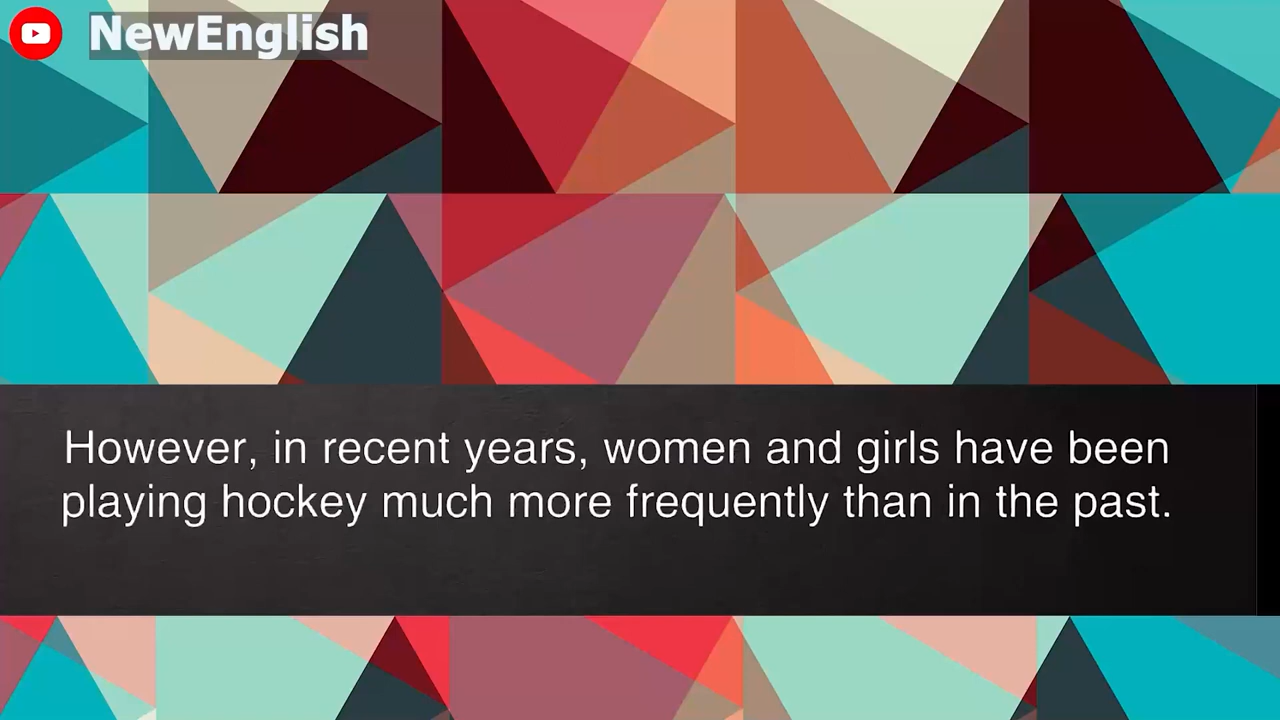 NewEnglish
However, in recent years, women and girls have been
playing hockey much more frequently than in the past.